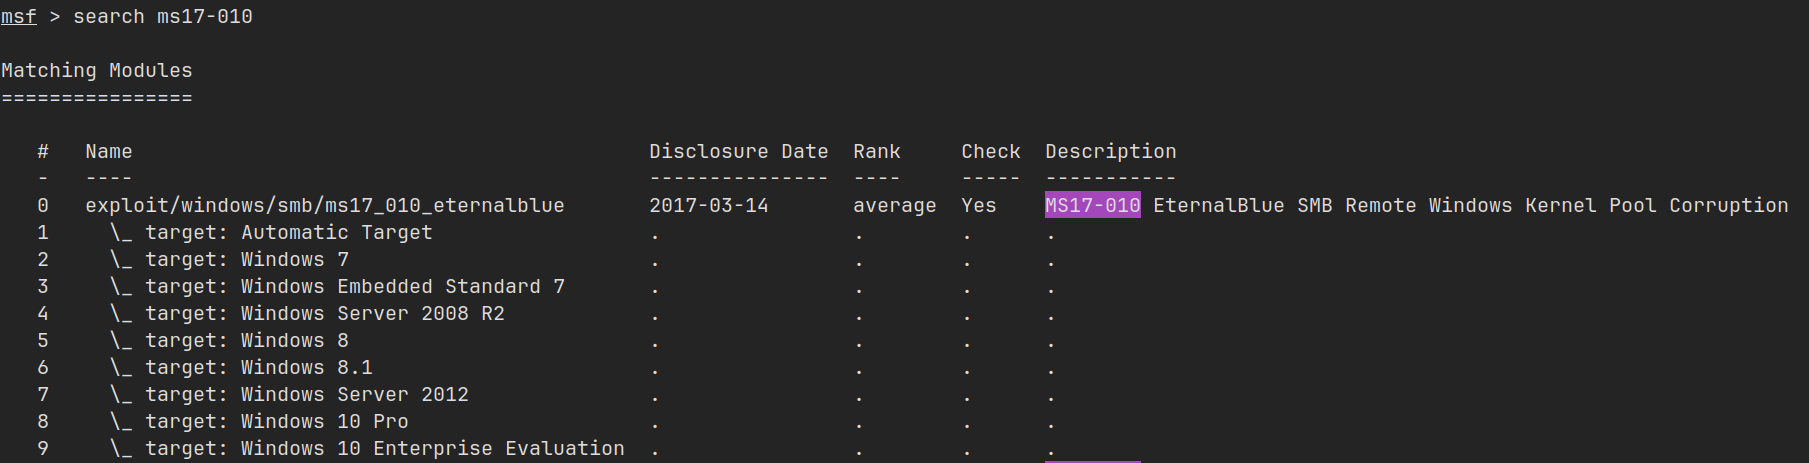 msf > search ms17-010
Matching Modules
================
#   Name                                           Disclosure Date  Rank     Check  Description
-   ----                                           ---------------  ----     -----  -----------
0   exploit/windows/smb/ms17_010_eternalblue       2017-03-14       average  Yes    MS17-010 EternalBlue SMB Remote Windows Kernel Pool Corruption
1     \_ target: Automatic Target                  .                .        .      .
2     \_ target: Windows 7                         .                .        .      .
3     \_ target: Windows Embedded Standard 7       .                .        .      .
4     \_ target: Windows Server 2008 R2            .                .        .      .
5     \_ target: Windows 8                         .                .        .      .
6     \_ target: Windows 8.1                       .                .        .      .
7     \_ target: Windows Server 2012               .                .        .      .
8     \_ target: Windows 10 Pro                    .                .        .      .
9     \_ target: Windows 10 Enterprise Evaluation  .                .        .      .